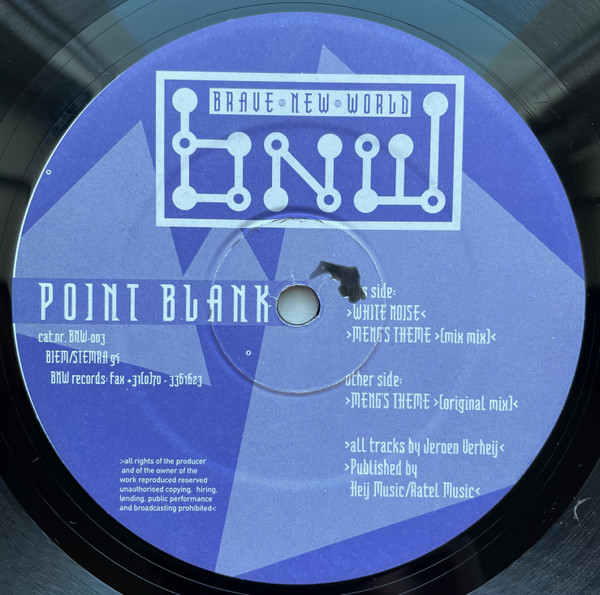 BRAVE NEW WORLD
bnw
POINT BLANK
cat.nr. BNW-003
BIEM/STEMRA 95
BNW records: fax +31(0)70 - 3361623
>all rights of the producer
and of the owner of the
work reproduced reserved
unauthorised copying. hiring.
lending. public performance
and broadcasting prohibited<
side:
>WHITE NOISE<
>MENG'S THEME >(mix mix)<
other side:
>MENG'S THEME >(original mix)<
>all tracks by Jeroen Verheij<
>Published by
Heij Music/Ratel Music<